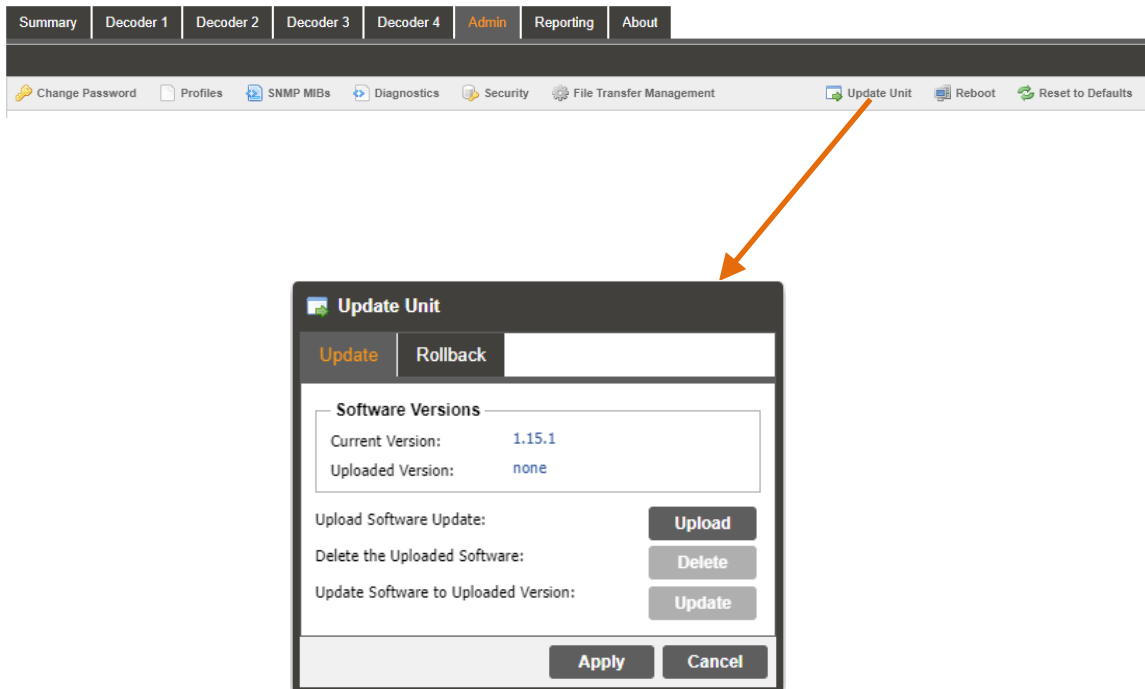 Summary Decoder 1 Decoder 2 Decoder 3 Decoder 4 Admin Reporting About
Change Password Profiles SNMP MIBs Diagnostics Security File Transfer Management Update Unit Reboot Reset to Defaults
Update Unit
Update Rollback
Software Versions
Current Version: 1.15.1
Uploaded Version: none
Upload Software Update: Upload
Delete the Uploaded Software: Delete
Update Software to Uploaded Version: Update
Apply Cancel